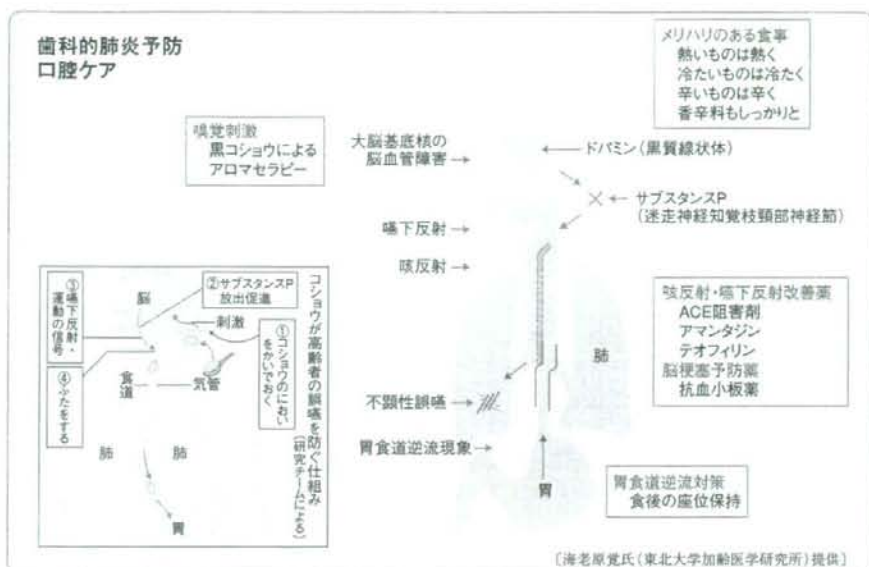 歯科的肺炎予防
口腔ケア
メリハリのある食事
熱いものは熱く
冷たいものは冷たく
辛いものは辛く
香辛料もしっかりと
嗅覚刺激
黒コショウによる
アロマセラピー
大脳基底核の
脳血管障害
ドパミン(黒質線状体)
サブスタンスP
(迷走神経知覚枝頸部神経節)
嚥下反射
咳反射
コショウが高齢者の誤嚥を防ぐ仕組み
(研究チームによる)
③嚥下反射・
運動の信号
脳
②サブスタンスP
放出促進
刺激
①コショウのにおい
をかいでおく
④ふたをする
食道
気管
肺
肺
胃
咳反射・嚥下反射改善薬
ACE阻害剤
アマンタジン
テオフィリン
脳梗塞予防薬
抗血小板薬
肺
不顕性誤嚥
胃食道逆流現象
胃
胃食道逆流対策
食後の座位保持
〔海老原覚氏(東北大学加齢医学研究所)提供〕